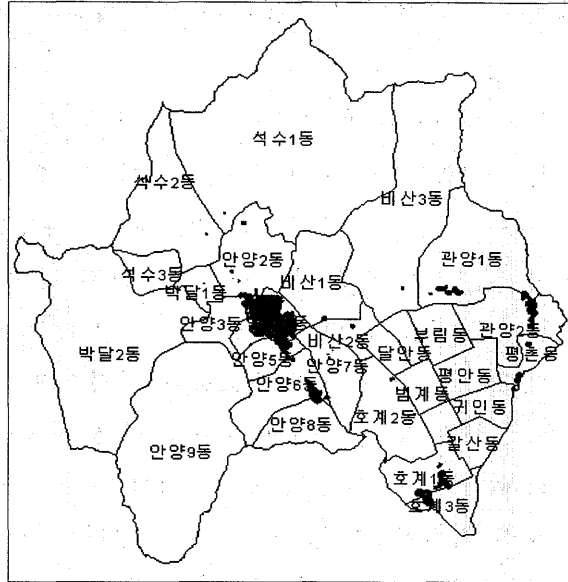 석수1동
석수2동
비산3동
안양2동
관양1동
석수3동
비산1동
박달1동
안양3동
동
관양2동
부림동
비산2동
달안동
박달2동
안양5동
안양7동
평촌동
평안동
안양6동
범계동
귀인동
호계2동
안양8동
갈산동
안양9동
호계1동
호계3동